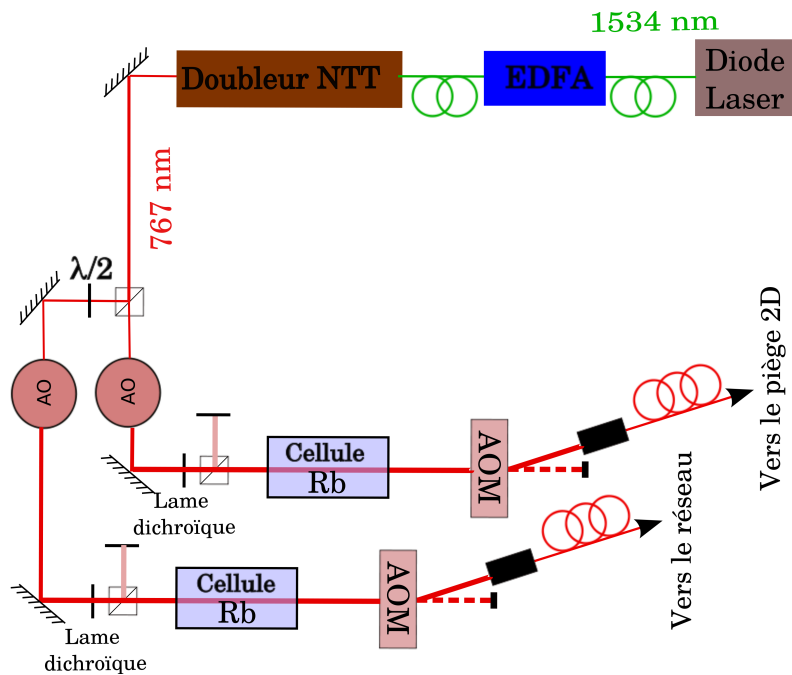 1534 nm
Doubleur NTT
EDFA
Diode
Laser
767 nm
λ/2
AO
AO
Cellule
Rb
AOM
Vers le piège 2D
Lame
dichroïque
Cellule
Rb
AOM
Vers le réseau
Lame
dichroïque